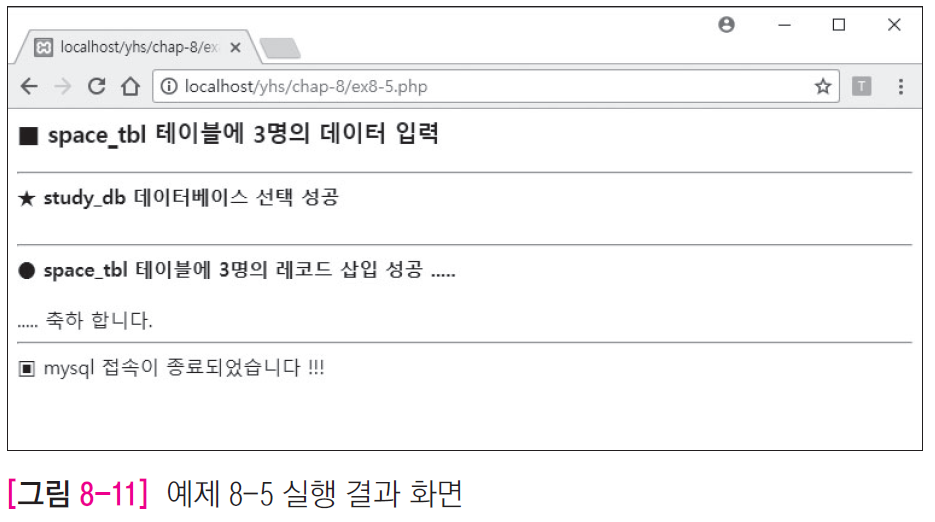 localhost/yhs/chap-8/ex
localhost/yhs/chap-8/ex8-5.php
T
■ space_tbl 테이블에 3명의 데이터 입력
★ study_db 데이터베이스 선택 성공
● space_tbl 테이블에 3명의 레코드 삽입 성공 .....
..... 축하 합니다.
▣ mysql 접속이 종료되었습니다 !!!
[그림 8-11] 예제 8-5 실행 결과 화면